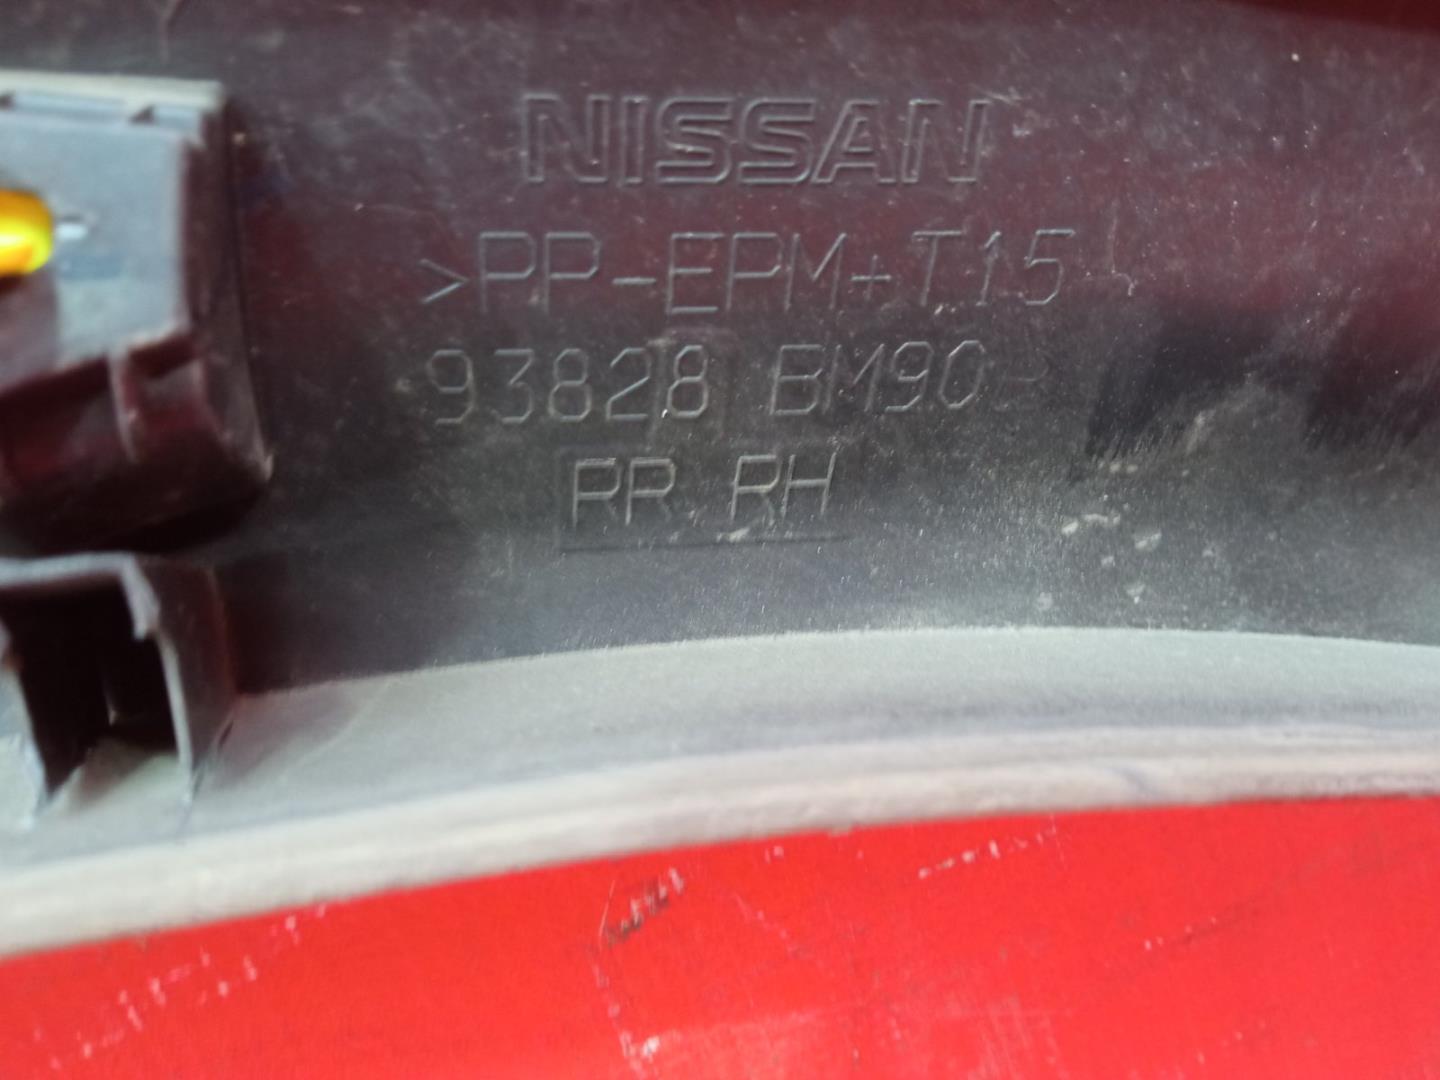 NISSAN
>PP-EPM+T15
93828 BM90
RR RH